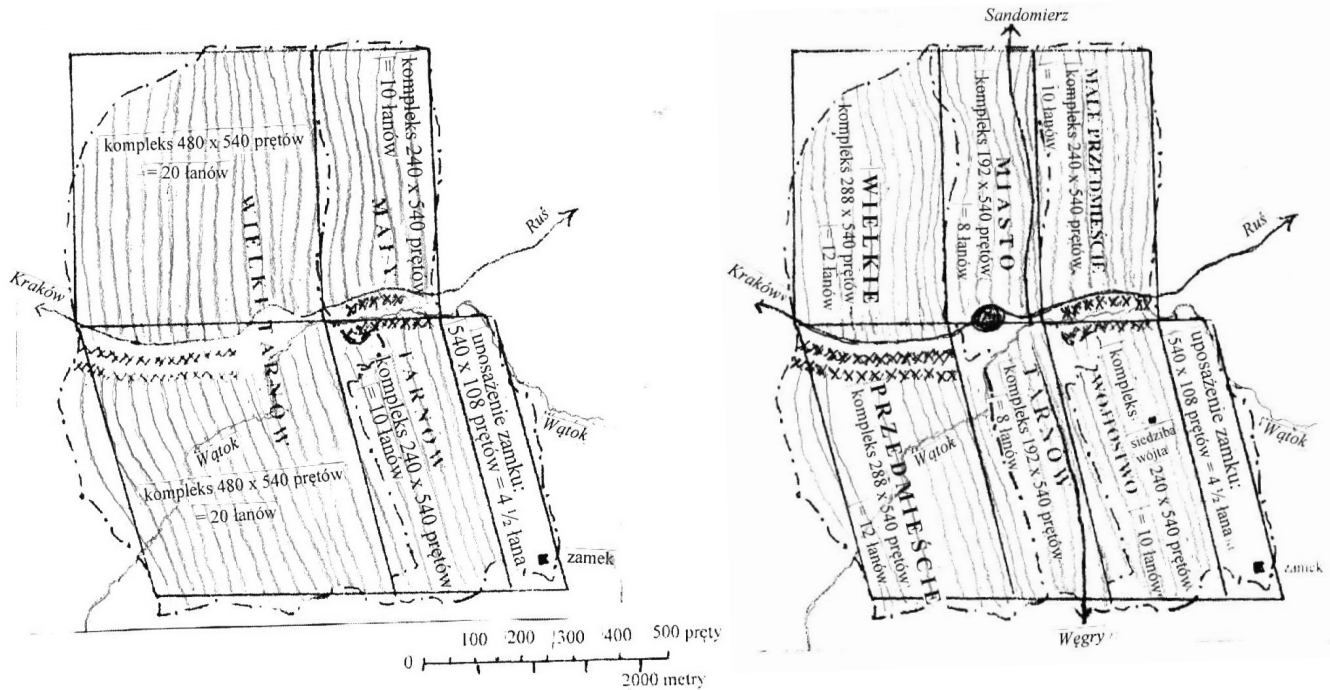 kompleks 480 x 540 prętów
= 20 łanów
kompleks 240 x 540 prętów
= 10 łanów
WIELKI TARNÓW
MAŁY TARNÓW
Ruś
Kraków
Wątok
Wątok
kompleks 480 x 540 prętów
= 20 łanów
kompleks 240 x 540 prętów
= 10 łanów
uposażenie zamku:
540 x 108 prętów = 4 ½ łana
zamek
100 200 300 400 500 pręty
0
2000 metry
Sandomierz
WIELKIE PRZEDMIEŚCIE
kompleks 288 x 540 prętów
= 12 łanów
MIASTO TARNÓW
kompleks 192 x 540 prętów
= 8 łanów
MAŁE PRZEDMIEŚCIE
kompleks 240 x 540 prętów
= 10 łanów
Ruś
Kraków
Wątok
Wątok
kompleks 288 x 540 prętów
= 12 łanów
kompleks 192 x 540 prętów
= 8 łanów
WÓJTOSTWO
kompleks 240 x 540 prętów
= 10 łanów
siedziba
wójta
uposażenie zamku:
540 x 108 prętów = 4 ½ łana
zamek
Węgry